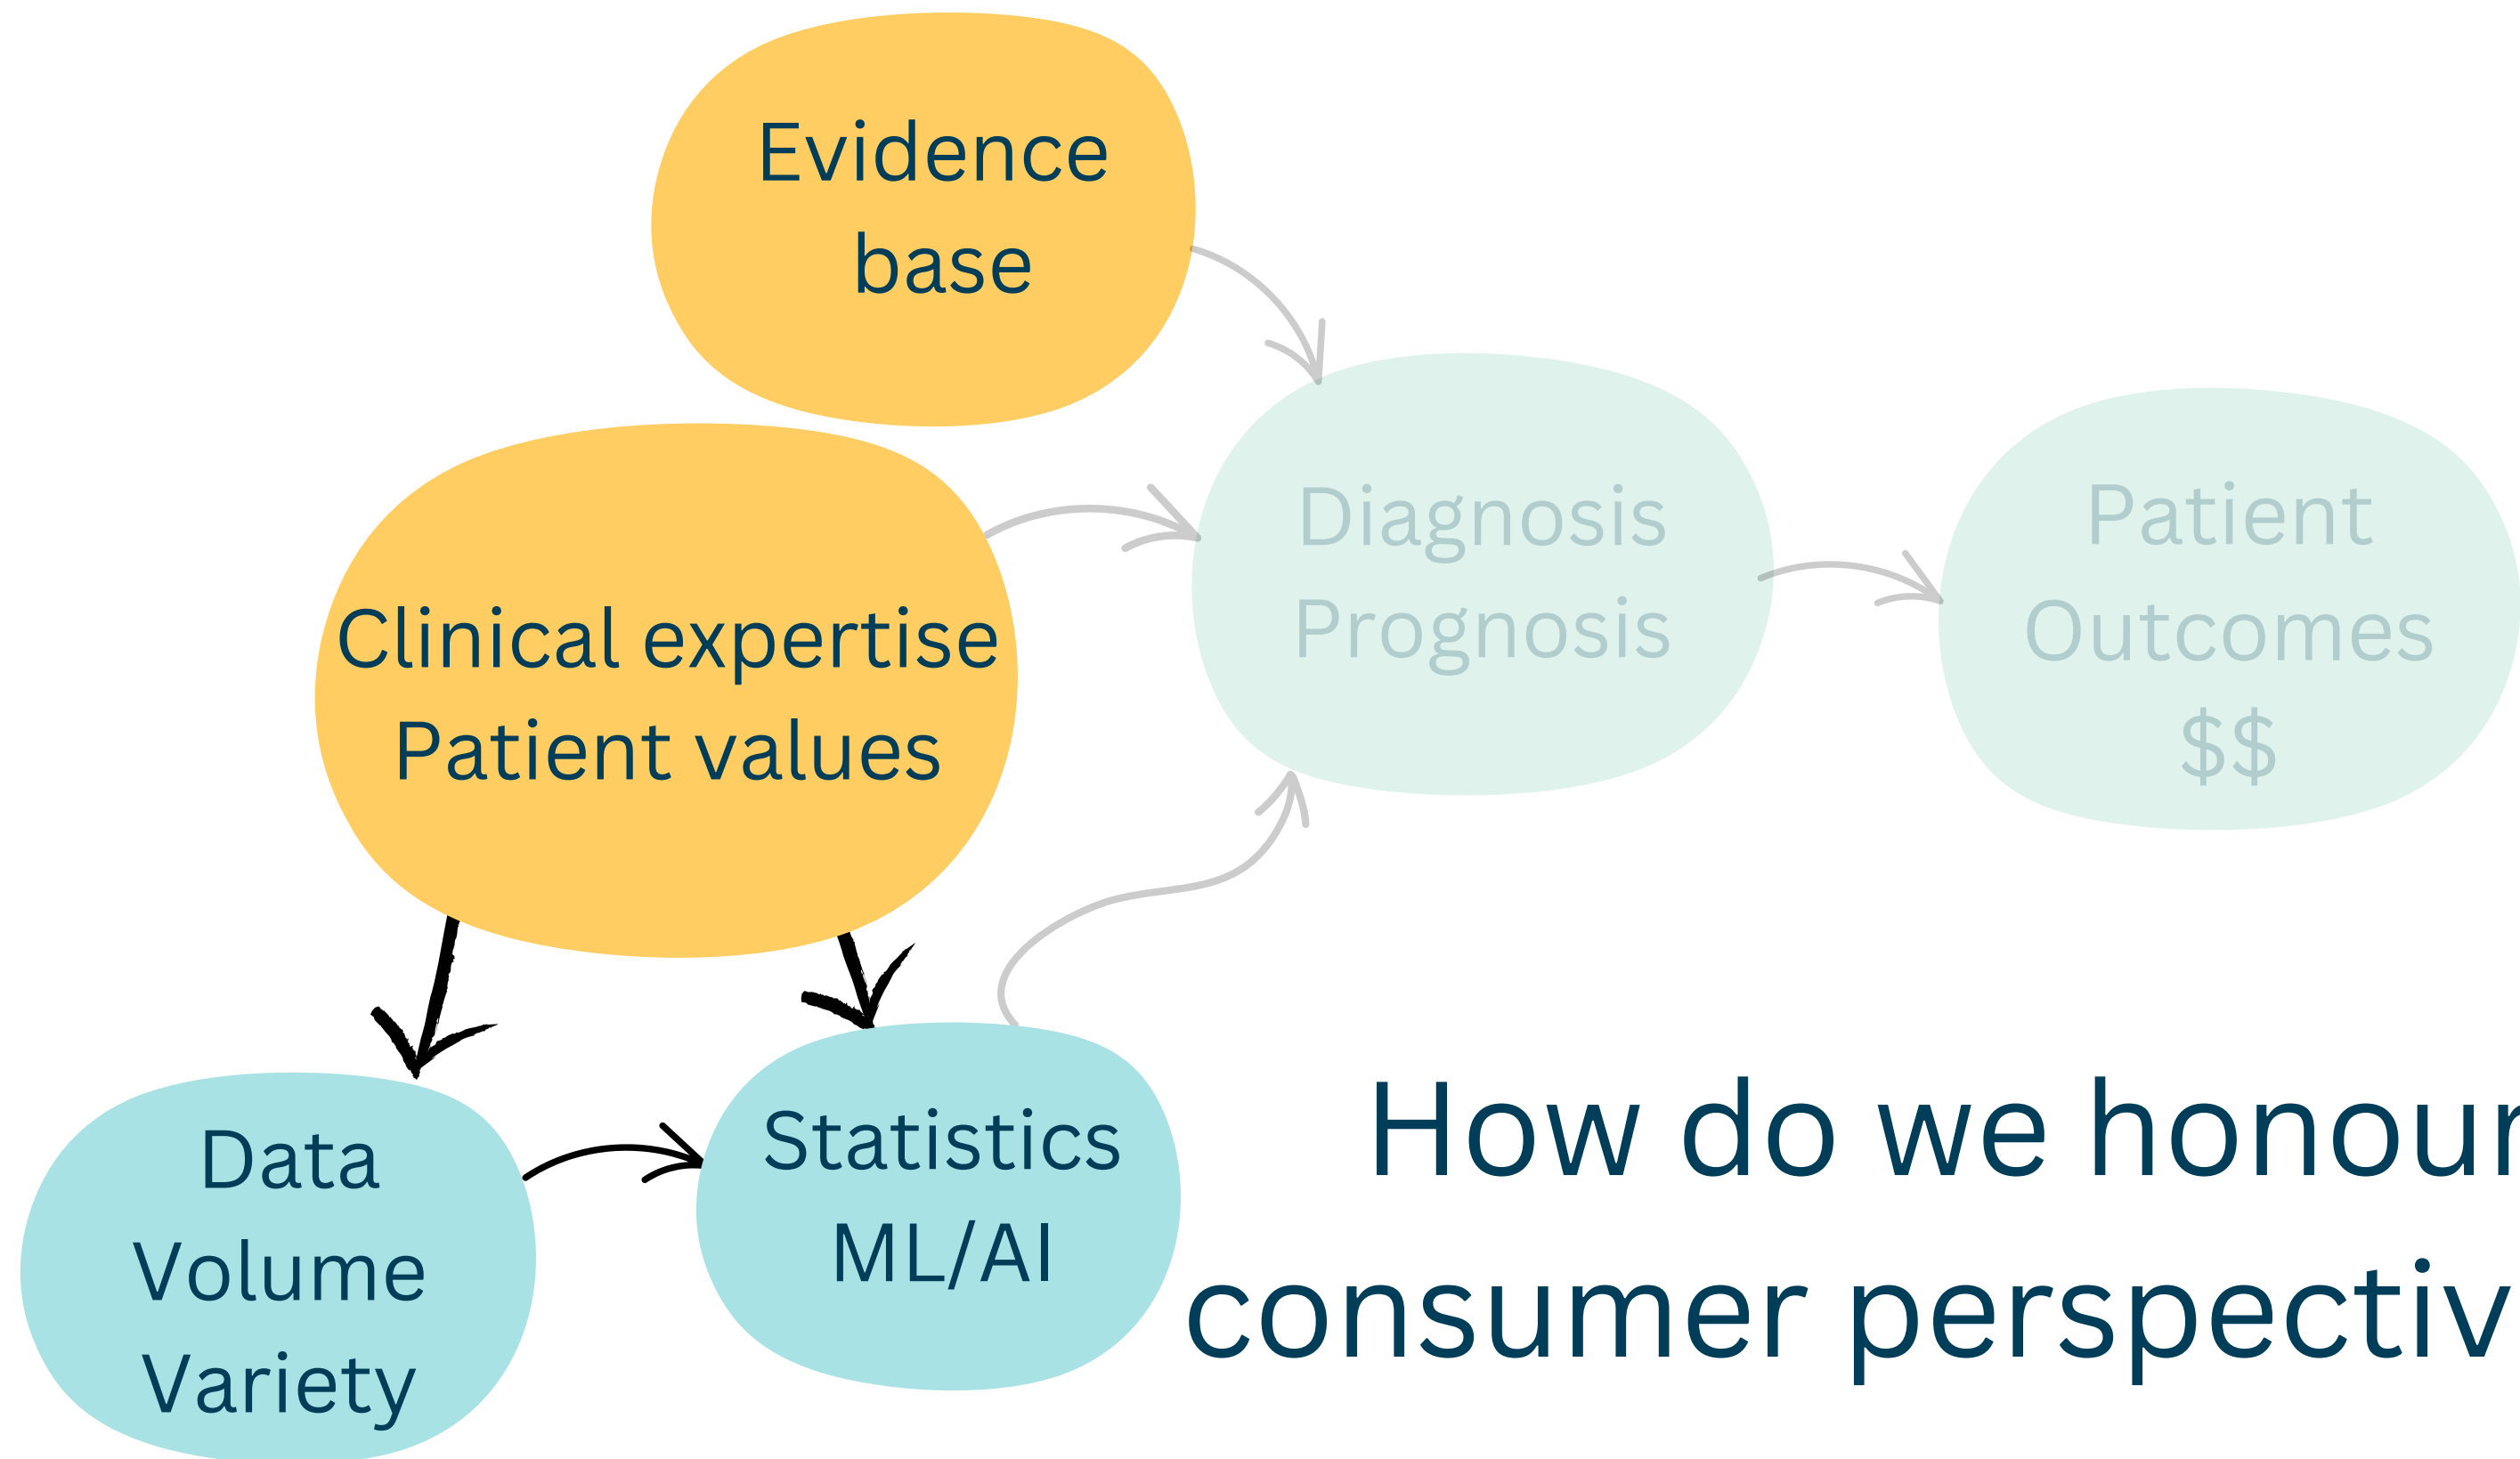 Evidence
base
Clinical expertise
Patient values
Diagnosis
Prognosis
Patient
Outcomes
$$
Data
Volume
Variety
Statistics
ML/AI
How do we honour
consumer perspectiv